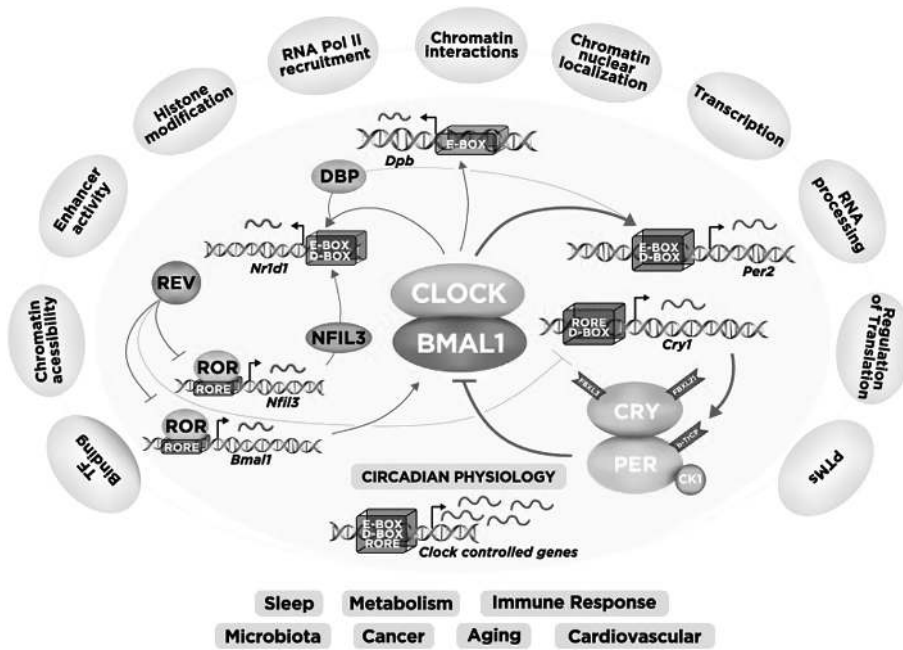 RNA Pol II
recruitment
Chromatin
interactions
Chromatin
nuclear
localization
Histone
modification
Transcription
Enhancer
activity
RNA
processing
Chromatin
acessibility
Regulation
of Translation
TF
Binding
PTMs
E-BOX
Dpb
DBP
E-BOX
D-BOX
Nr1d1
E-BOX
D-BOX
Per2
REV
CLOCK
BMAL1
NFIL3
RORE
D-BOX
Cry1
ROR
RORE
Nfil3
ROR
RORE
Bmal1
FBXL3
FBXL21
CRY
b-TrCP
PER
CK1
CIRCADIAN PHYSIOLOGY
E-BOX
D-BOX
RORE
Clock controlled genes
Sleep Metabolism Immune Response
Microbiota Cancer Aging Cardiovascular